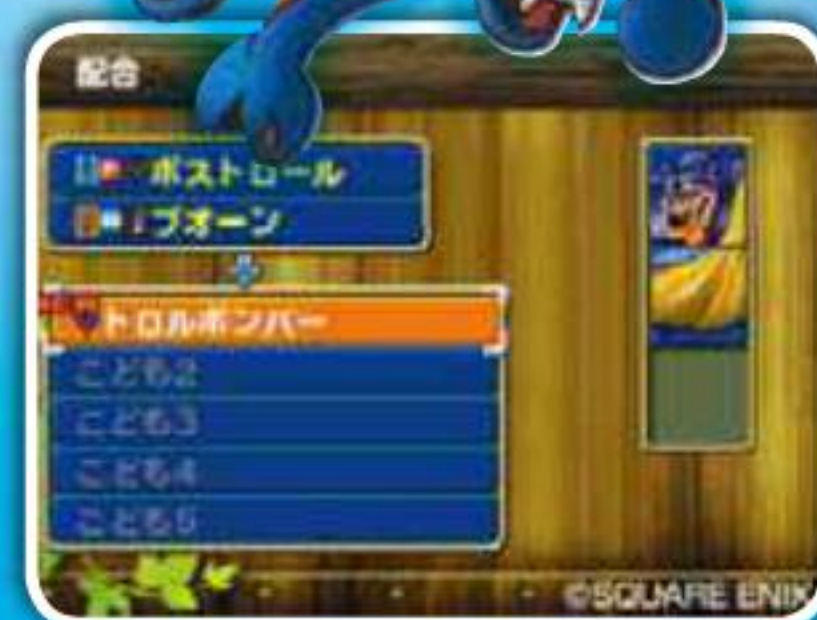 配合
ボストロール
ブオーン
トロルボンバー
こども2
こども3
こども4
こども5
©SQUARE ENIX